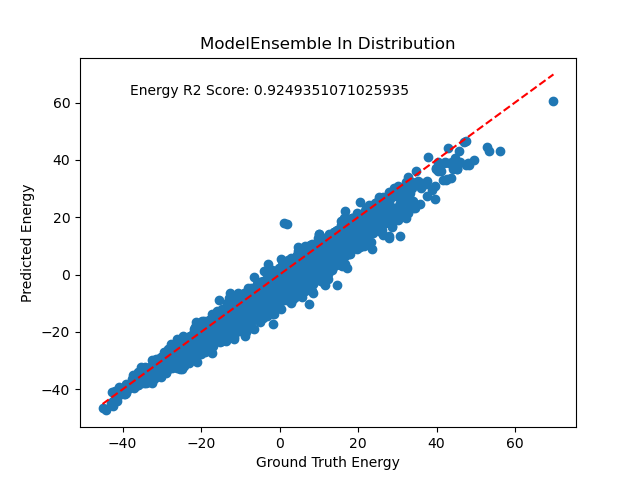 ModelEnsemble In Distribution
Energy R2 Score: 0.9249351071025935
Predicted Energy
60
40
20
0
−20
−40
−40 −20 0 20 40 60
Ground Truth Energy